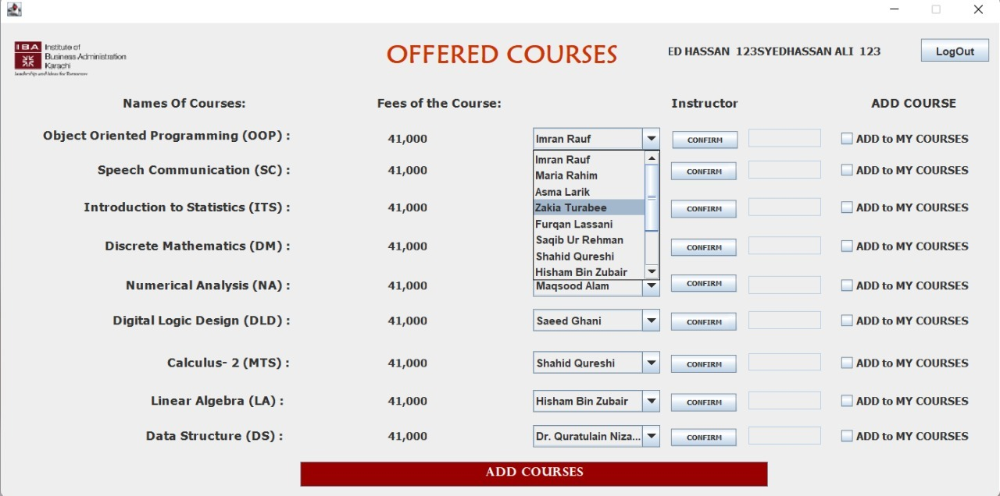 IBA Institute of
Business Administration
Karachi
Leadership and Ideas for Tomorrow
OFFERED COURSES
ED HASSAN 123SYEDHASSAN ALI 123
LogOut
Names Of Courses: Fees of the Course: Instructor ADD COURSE
Object Oriented Programming (OOP) : 41,000 Imran Rauf CONFIRM ADD to MY COURSES
Imran Rauf
Maria Rahim
Asma Larik
Zakia Turabee
Furqan Lassani
Saqib Ur Rehman
Shahid Qureshi
Hisham Bin Zubair
Speech Communication (SC) : 41,000 CONFIRM ADD to MY COURSES
Introduction to Statistics (ITS) : 41,000 CONFIRM ADD to MY COURSES
Discrete Mathematics (DM) : 41,000 CONFIRM ADD to MY COURSES
Numerical Analysis (NA) : 41,000 Maqsood Alam CONFIRM ADD to MY COURSES
Digital Logic Design (DLD) : 41,000 Saeed Ghani CONFIRM ADD to MY COURSES
Calculus- 2 (MTS) : 41,000 Shahid Qureshi CONFIRM ADD to MY COURSES
Linear Algebra (LA) : 41,000 Hisham Bin Zubair CONFIRM ADD to MY COURSES
Data Structure (DS) : 41,000 Dr. Quratulain Niza... CONFIRM ADD to MY COURSES
ADD COURSES